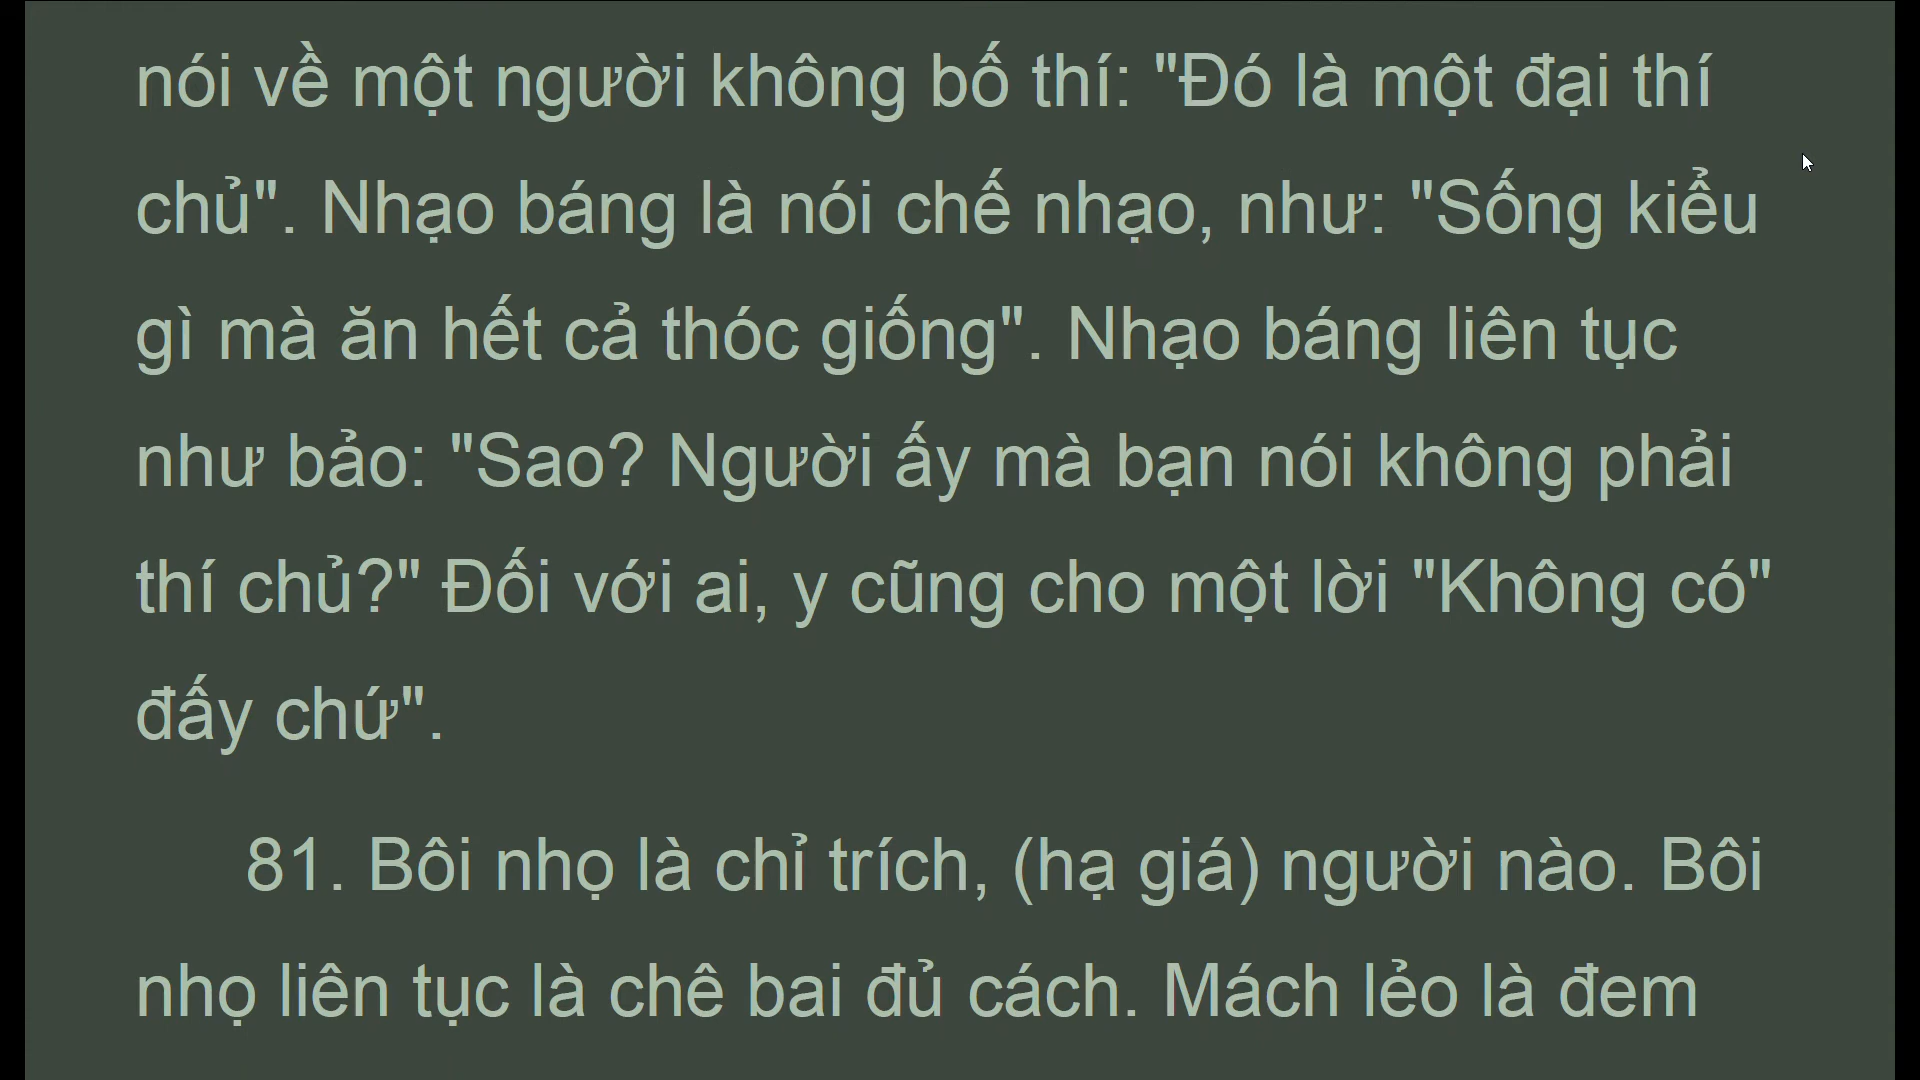 nói về một người không bố thí: "Đó là một đại thí
chủ". Nhạo báng là nói chế nhạo, như: "Sống kiểu
gì mà ăn hết cả thóc giống". Nhạo báng liên tục
như bảo: "Sao? Người ấy mà bạn nói không phải
thí chủ?" Đối với ai, y cũng cho một lời "Không có"
đấy chứ".
81. Bôi nhọ là chỉ trích, (hạ giá) người nào. Bôi
nhọ liên tục là chê bai đủ cách. Mách lẻo là đem